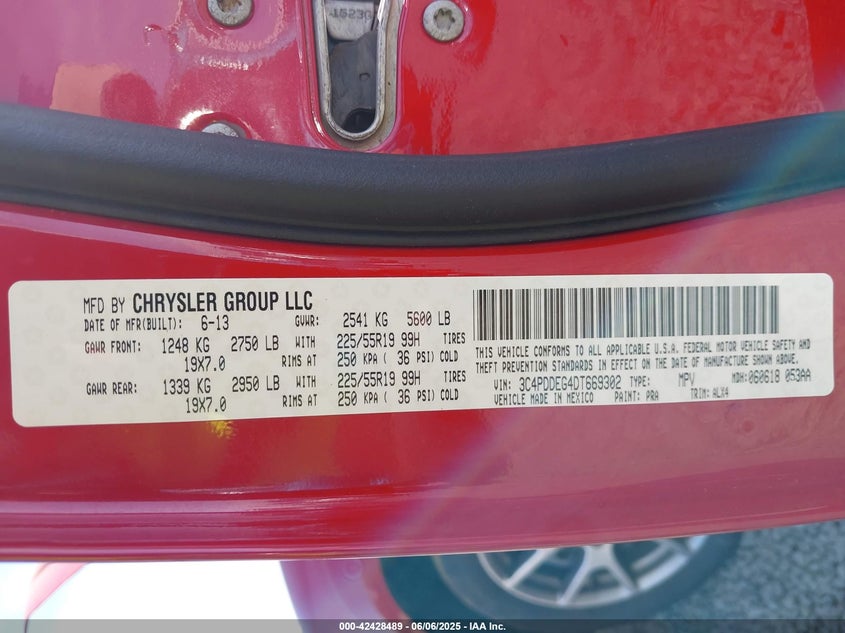 1523G
MFD BY CHRYSLER GROUP LLC
DATE OF MFR(BUILT): 6-13 GVWR: 2541 KG 5600 LB
GAWR FRONT: 1248 KG 2750 LB WITH 225/55R19 99H TIRES
19X7.0 RIMS AT 250 KPA ( 36 PSI) COLD
GAWR REAR: 1339 KG 2950 LB WITH 225/55R19 99H TIRES
19X7.0 RIMS AT 250 KPA ( 36 PSI) COLD
THIS VEHICLE CONFORMS TO ALL APPLICABLE U.S.A. FEDERAL MOTOR VEHICLE SAFETY AND
THEFT PREVENTION STANDARDS IN EFFECT ON THE DATE OF MANUFACTURE SHOWN ABOVE.
VIN: 3C4PDDEG4DT669302 TYPE: MPV MDH: 060618 053AA
VEHICLE MADE IN MEXICO PAINT: PRA TRIM: ALX4
000-42428489 - 06/06/2025 - IAA Inc.